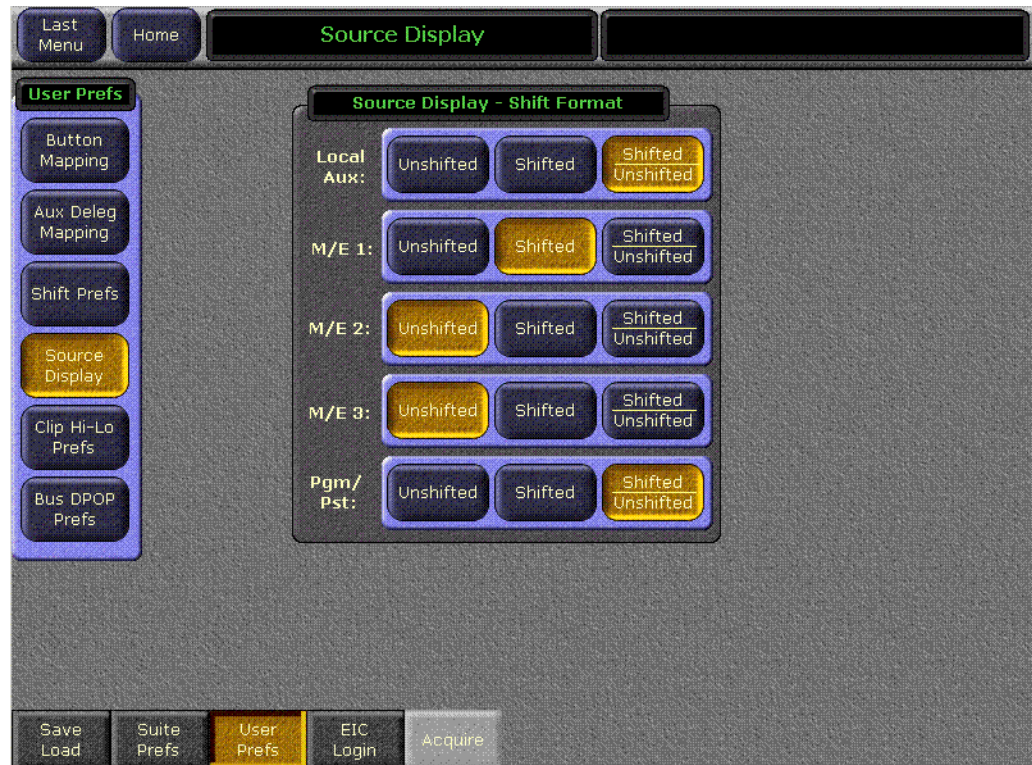 Last
Menu
Home
Source Display
User Prefs
Button
Mapping
Aux Deleg
Mapping
Shift Prefs
Source
Display
Clip Hi-Lo
Prefs
Bus DPOP
Prefs
Source Display - Shift Format
Local
Aux:
Unshifted
Shifted
Shifted
Unshifted
M/E 1:
Unshifted
Shifted
Shifted
Unshifted
M/E 2:
Unshifted
Shifted
Shifted
Unshifted
M/E 3:
Unshifted
Shifted
Shifted
Unshifted
Pgm/
Pst:
Unshifted
Shifted
Shifted
Unshifted
Save
Load
Suite
Prefs
User
Prefs
EIC
Login
Acquire